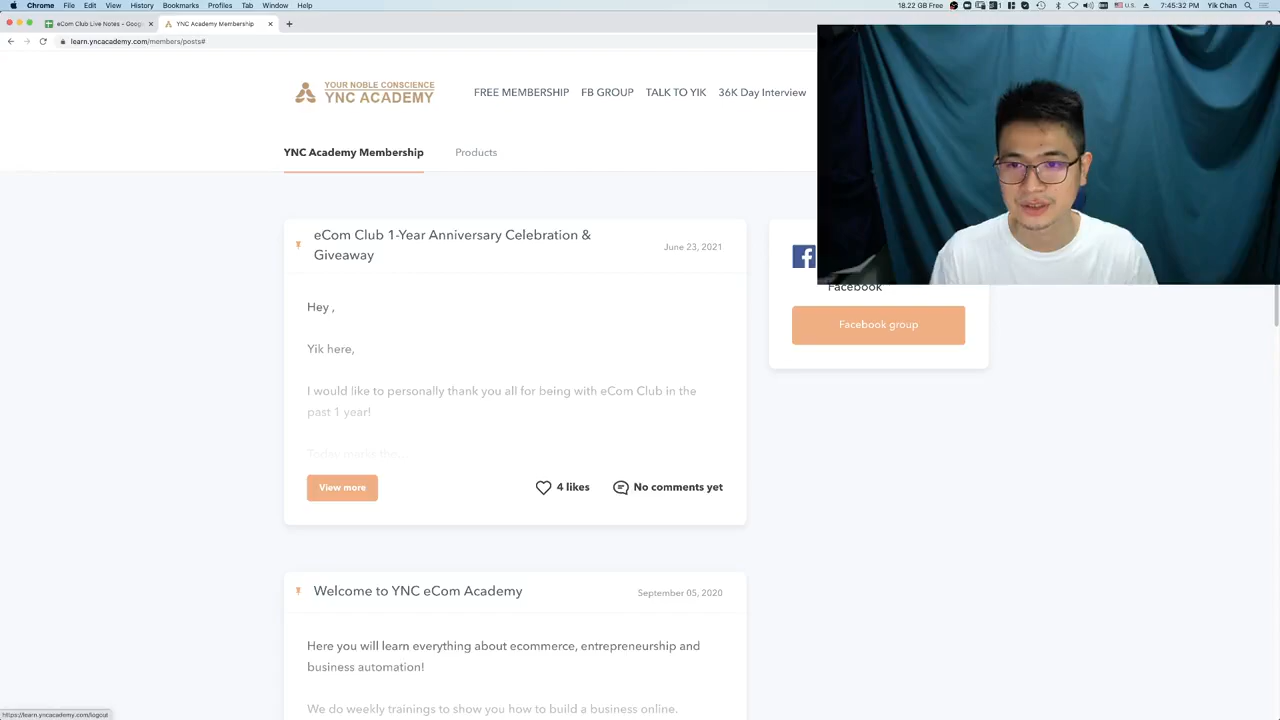 Chrome File Edit View History Bookmarks Profiles Tab Window Help
18.22 GB Free U.S. 7:45:32 PM Yik Chan
eCom Club Live Notes - Goog
YNC Academy Membership
learn.yncacademy.com/members/posts#
YOUR NOBLE CONSCIENCE
YNC ACADEMY
FREE MEMBERSHIP FB GROUP TALK TO YIK 36K Day Interview
YNC Academy Membership Products
eCom Club 1-Year Anniversary Celebration &
Giveaway
June 23, 2021
Hey ,
Yik here,
I would like to personally thank you all for being with eCom Club in the
past 1 year!
Today marks the...
View more
4 likes
No comments yet
Facebook
Facebook group
Welcome to YNC eCom Academy
September 05, 2020
Here you will learn everything about ecommerce, entrepreneurship and
business automation!
We do weekly trainings to show you how to build a business online.
https://learn.yncacademy.com/logout